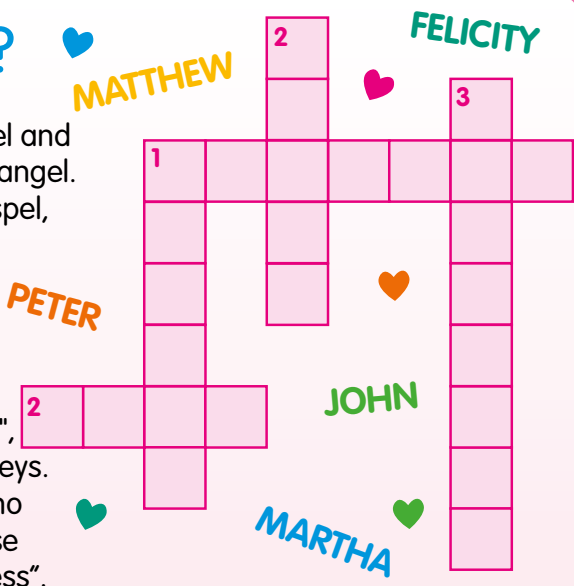 ?
FELICITY
MATTHEW
2
3
el and
angel.
spel,
1
PETER
JOHN
2
",
eys.
no
se
ess".
MARTHA